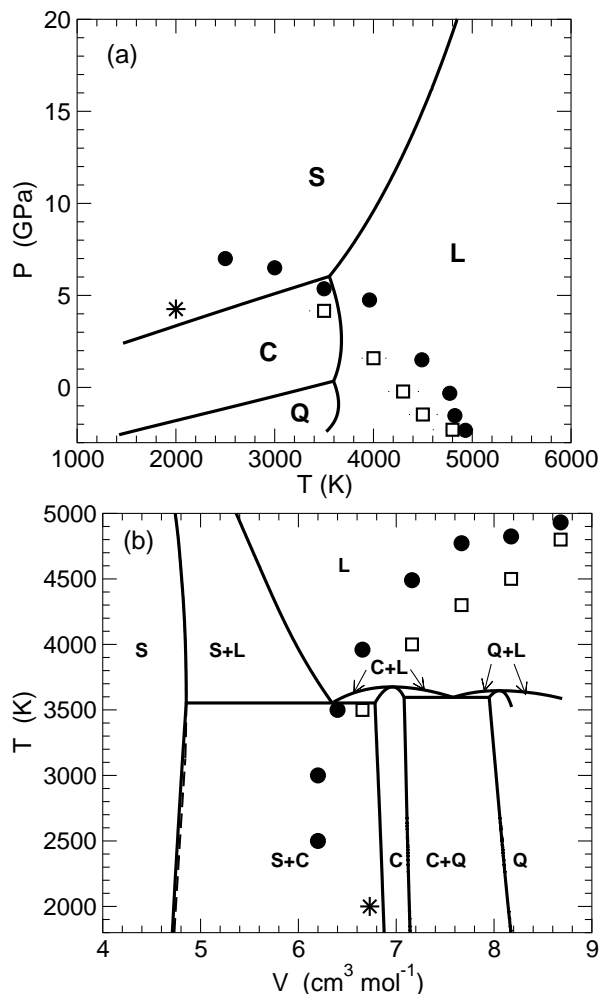 (a)
20
15
10
5
0
P (GPa)
S
L
C
Q
1000 2000 3000 4000 5000 6000
T (K)
(b)
5000
4500
4000
3500
3000
2500
2000
T (K)
L
S
S+L
C+L
Q+L
S+C
C
C+Q
Q
4 5 6 7 8 9
V (cm³ mol⁻¹)